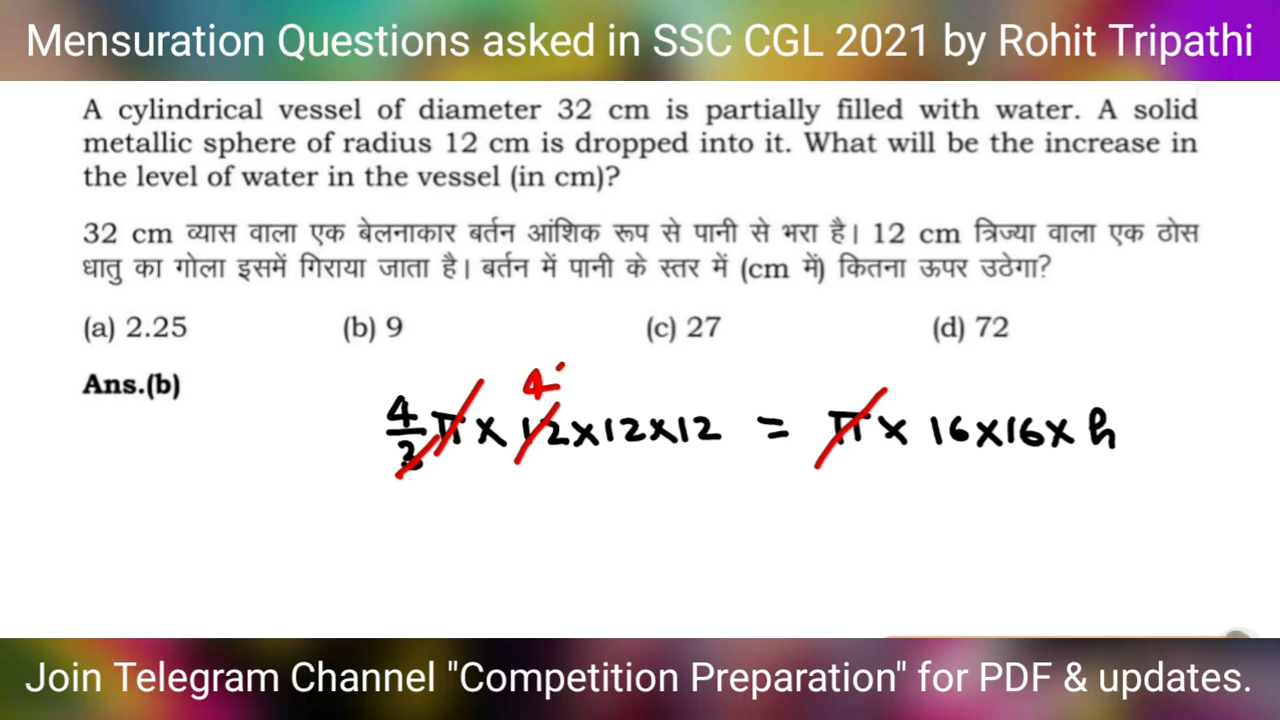 Mensuration Questions asked in SSC CGL 2021 by Rohit Tripathi
A cylindrical vessel of diameter 32 cm is partially filled with water. A solid
metallic sphere of radius 12 cm is dropped into it. What will be the increase in
the level of water in the vessel (in cm)?
32 cm व्यास वाला एक बेलनाकार बर्तन आंशिक रूप से पानी से भरा है। 12 cm त्रिज्या वाला एक ठोस
धातु का गोला इसमें गिराया जाता है। बर्तन में पानी के स्तर में (cm में) कितना ऊपर उठेगा?
(a) 2.25 (b) 9 (c) 27 (d) 72
Ans.(b)
4
4/3 π × 12×12×12 = π × 16×16× h
Join Telegram Channel "Competition Preparation" for PDF & updates.